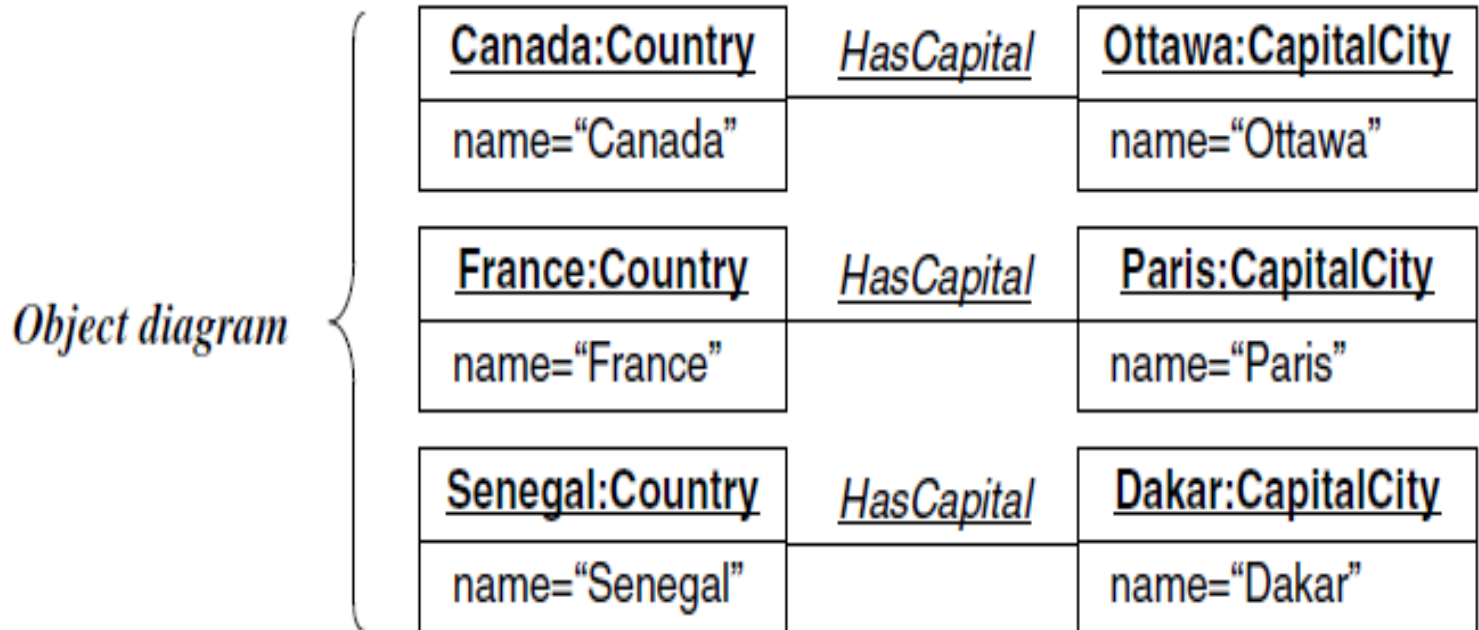 Canada:Country HasCapital Ottawa:CapitalCity
name=“Canada” name=“Ottawa”
France:Country HasCapital Paris:CapitalCity
Object diagram
name=“France” name=“Paris”
Senegal:Country HasCapital Dakar:CapitalCity
name=“Senegal” name=“Dakar”